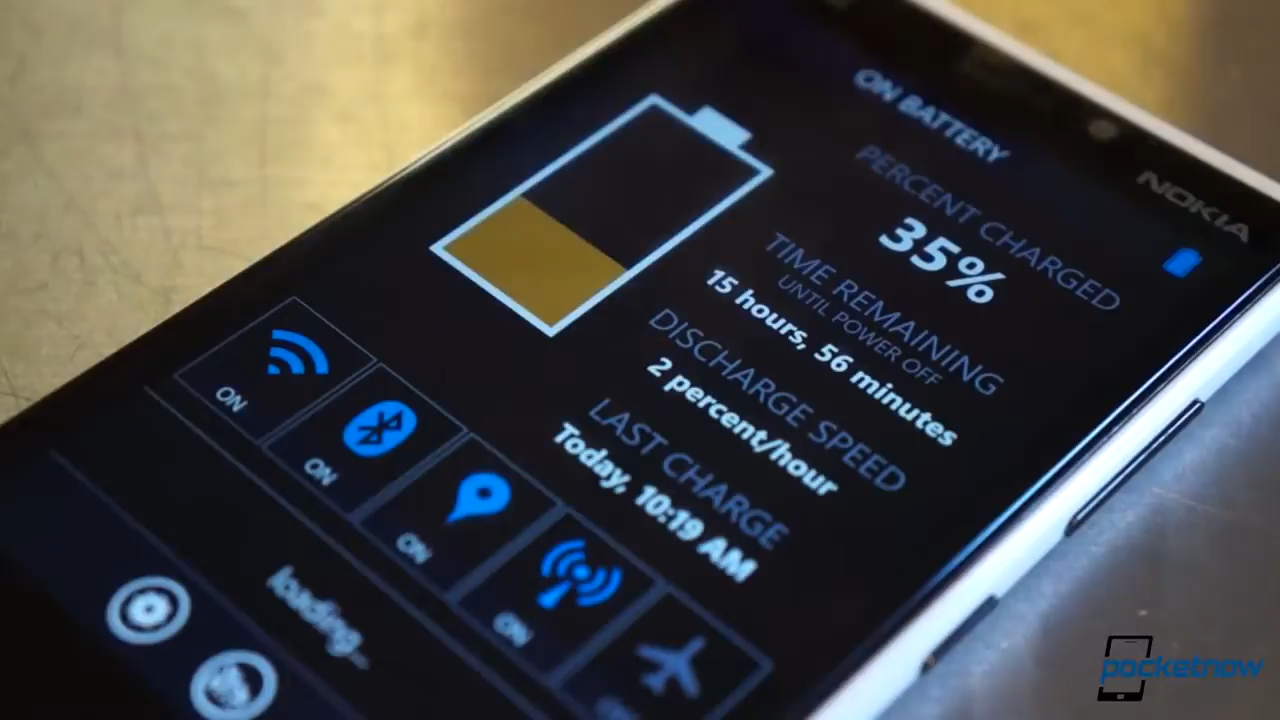 NOKIA
ON BATTERY
PERCENT CHARGED
35%
TIME REMAINING
UNTIL POWER OFF
15 hours, 56 minutes
DISCHARGE SPEED
2 percent/hour
LAST CHARGE
Today, 10:19 AM
ON
ON
ON
ON
loading...
pocketnow